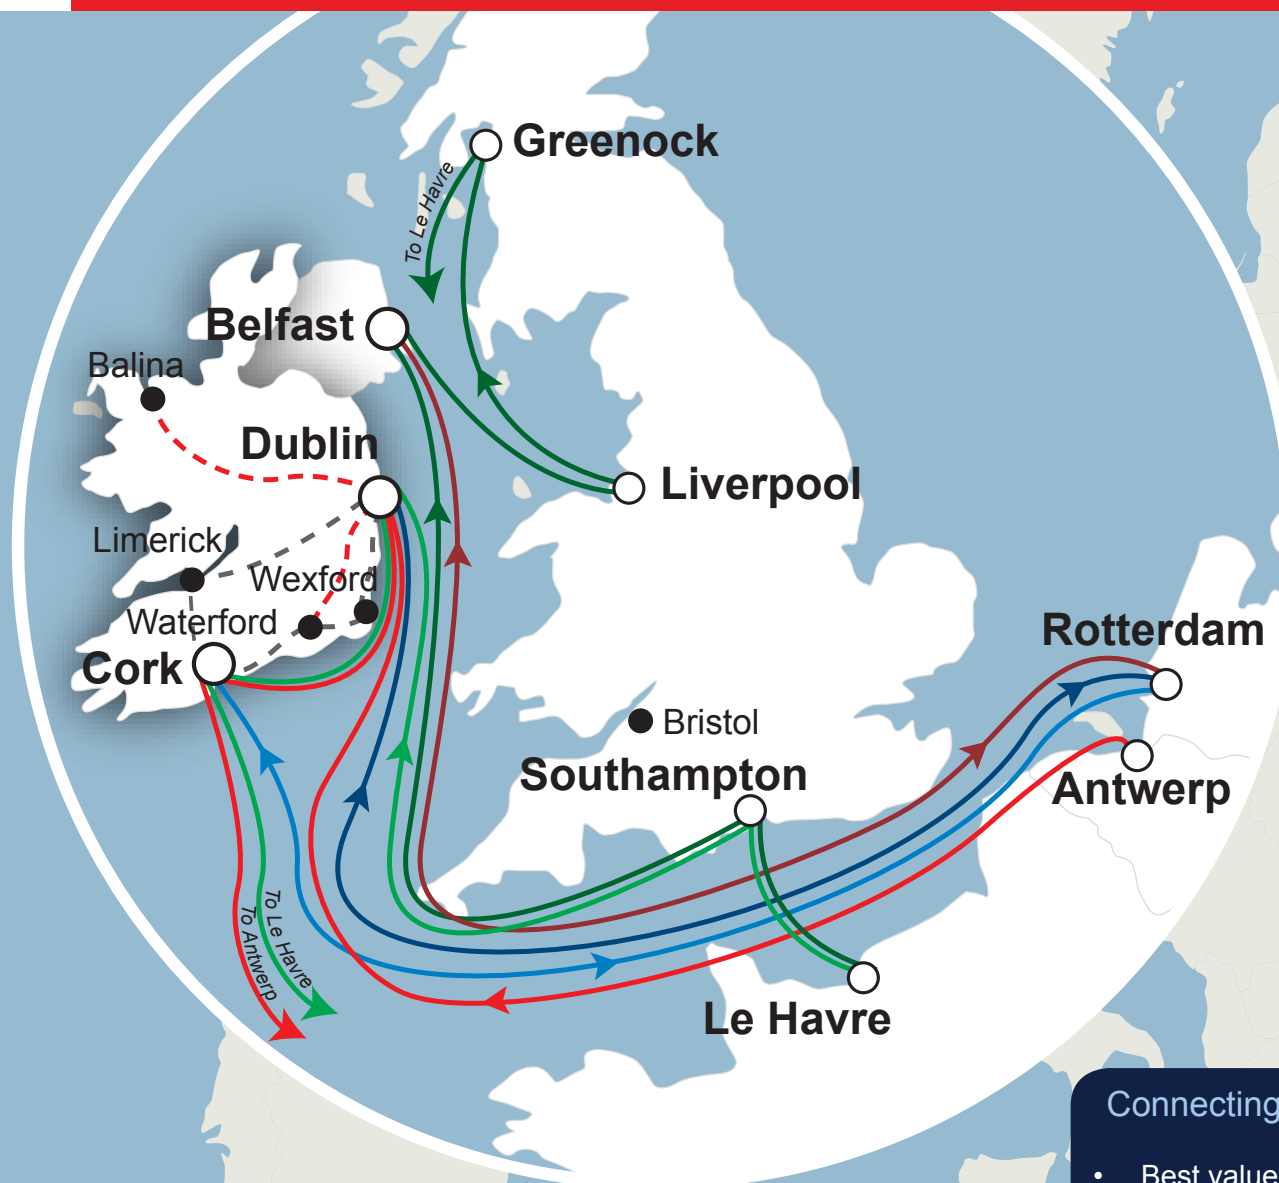 Greenock
To Le Havre
Belfast
Balina
Dublin
Liverpool
Limerick
Wexford
Waterford
Cork
Rotterdam
Bristol
Southampton
Antwerp
To Le Havre
To Antwerp
Le Havre
Connecting
• Best value